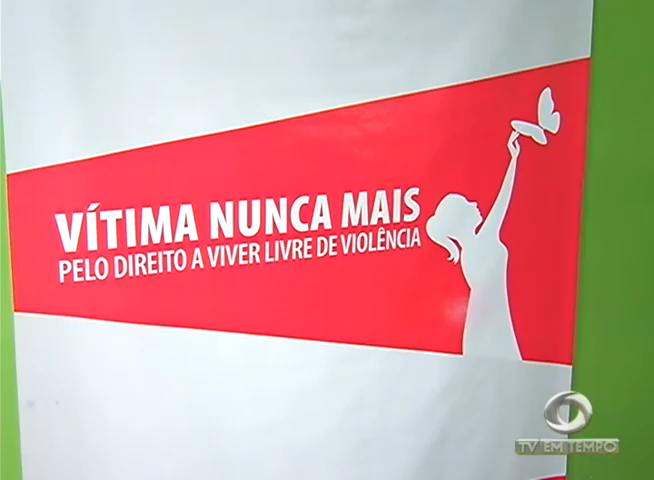 VÍTIMA NUNCA MAIS
PELO DIREITO A VIVER LIVRE DE VIOLÊNCIA
TV EM TEMPO